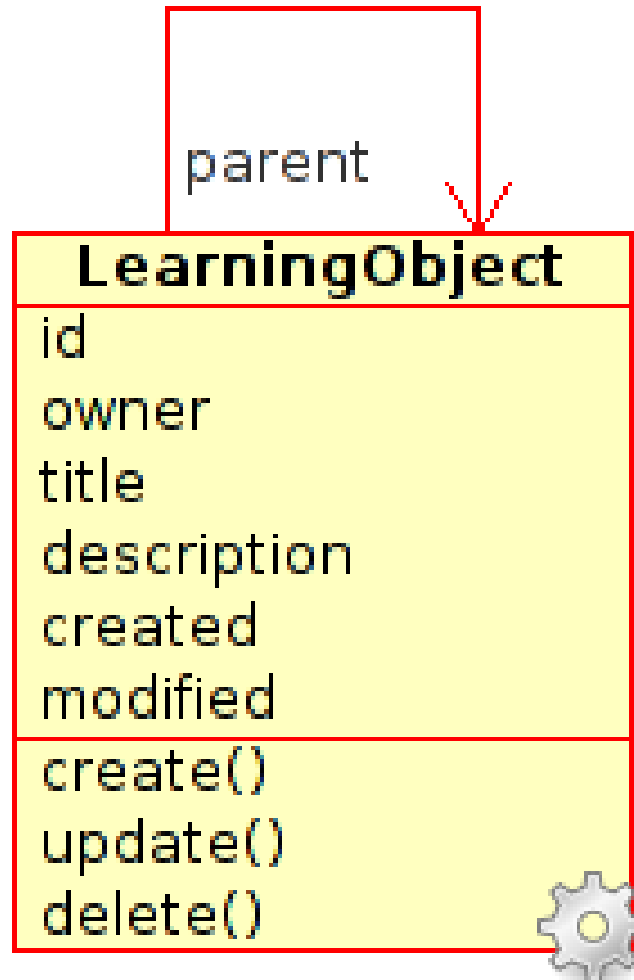 parent
LearningObject
id
owner
title
description
created
modified
create()
update()
delete()